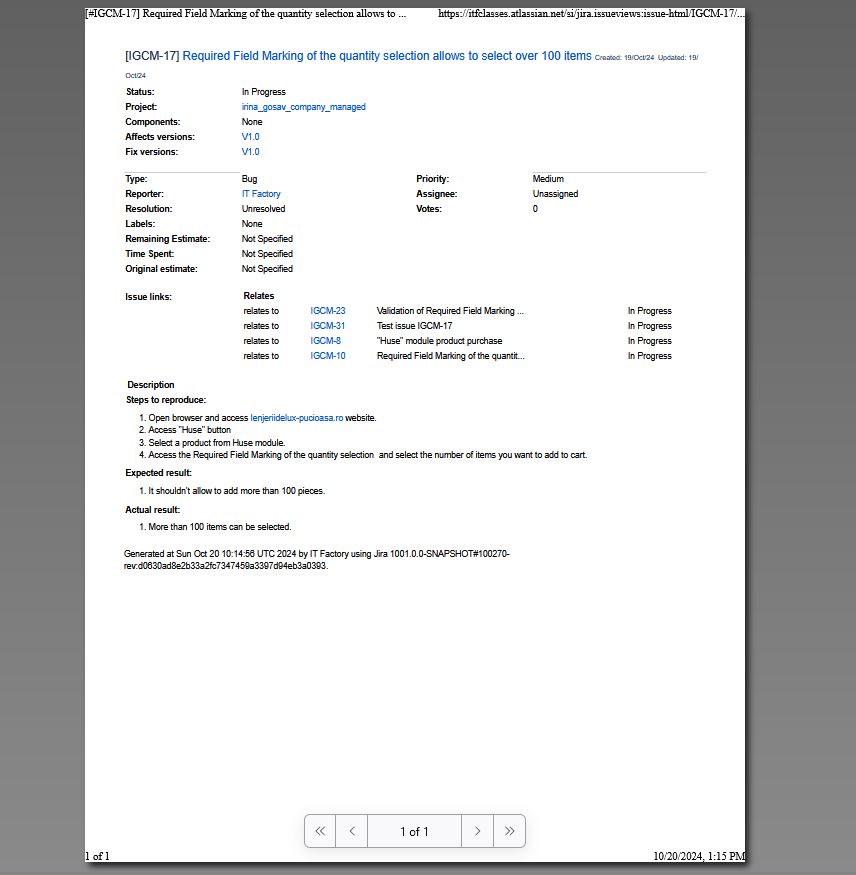 [#IGCM-17] Required Field Marking of the quantity selection allows to ... https://itfclasses.atlassian.net/si/jira.issueviews:issue-html/IGCM-17/...
[IGCM-17] Required Field Marking of the quantity selection allows to select over 100 items Created: 19/Oct/24 Updated: 19/
Oct/24
Status: In Progress
Project: irina_gosav_company_managed
Components: None
Affects versions: V1.0
Fix versions: V1.0
Type: Bug Priority: Medium
Reporter: IT Factory Assignee: Unassigned
Resolution: Unresolved Votes: 0
Labels: None
Remaining Estimate: Not Specified
Time Spent: Not Specified
Original estimate: Not Specified
Issue links: Relates
relates to IGCM-23 Validation of Required Field Marking ... In Progress
relates to IGCM-31 Test issue IGCM-17 In Progress
relates to IGCM-8 "Huse" module product purchase In Progress
relates to IGCM-10 Required Field Marking of the quantit... In Progress
Description
Steps to reproduce:
1. Open browser and access lenjeriidelux-pucioasa.ro website.
2. Access "Huse" button
3. Select a product from Huse module.
4. Access the Required Field Marking of the quantity selection and select the number of items you want to add to cart.
Expected result:
1. It shouldn't allow to add more than 100 pieces.
Actual result:
1. More than 100 items can be selected.
Generated at Sun Oct 20 10:14:56 UTC 2024 by IT Factory using Jira 1001.0.0-SNAPSHOT#100270-
rev:d0630ad8e2b33a2fc7347459a3397d94eb3a0393.
1 of 1
1 of 1 10/20/2024, 1:15 PM